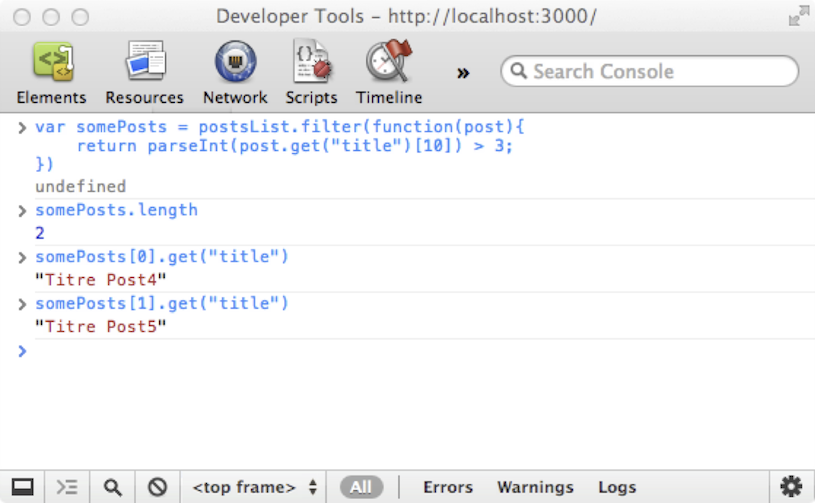 Developer Tools – http://localhost:3000/
Elements Resources Network Scripts Timeline » Search Console
> var somePosts = postsList.filter(function(post){
    return parseInt(post.get("title")[10]) > 3;
})
undefined
> somePosts.length
2
> somePosts[0].get("title")
"Titre Post4"
> somePosts[1].get("title")
"Titre Post5"
>
<top frame> All Errors Warnings Logs